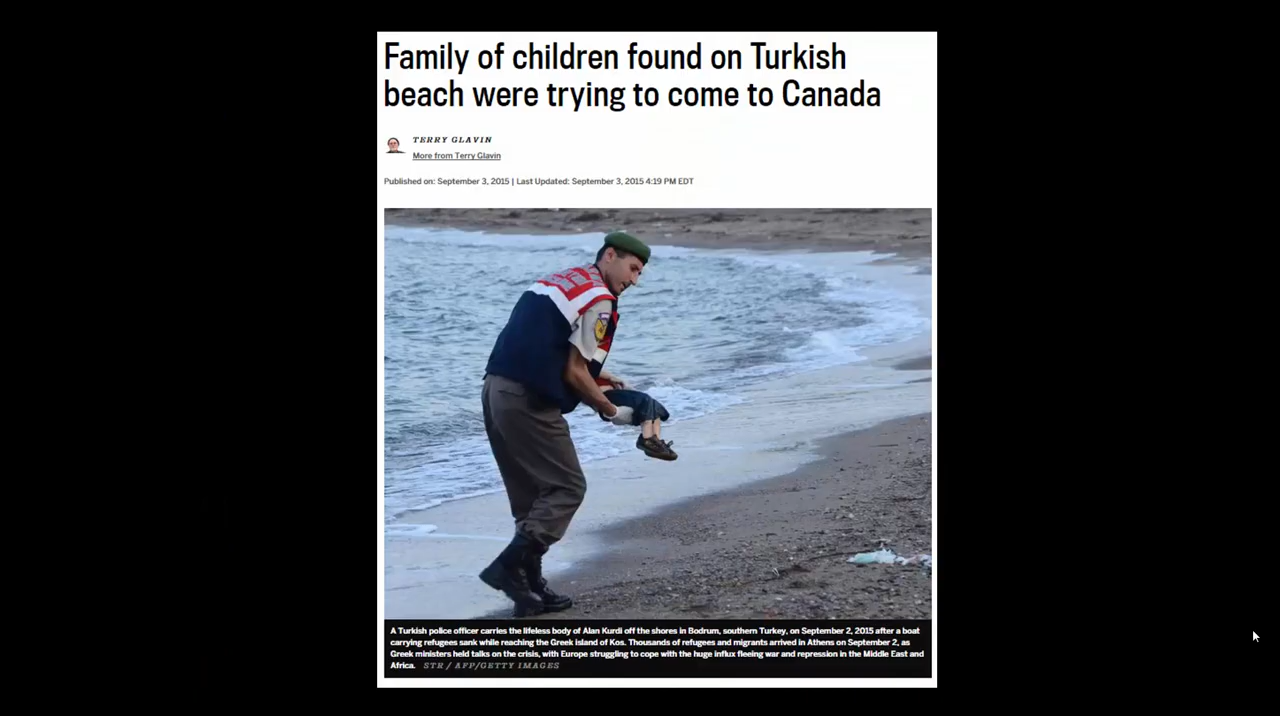 Family of children found on Turkish
beach were trying to come to Canada
TERRY GLAVIN
More from Terry Glavin
Published on: September 3, 2015 | Last Updated: September 3, 2015 4:19 PM EDT
A Turkish police officer carries the lifeless body of Alan Kurdi off the shores in Bodrum, southern Turkey, on September 2, 2015 after a boat
carrying refugees sank while reaching the Greek island of Kos. Thousands of refugees and migrants arrived in Athens on September 2, as
Greek ministers held talks on the crisis, with Europe struggling to cope with the huge influx fleeing war and repression in the Middle East and
Africa. STR / AFP/GETTY IMAGES